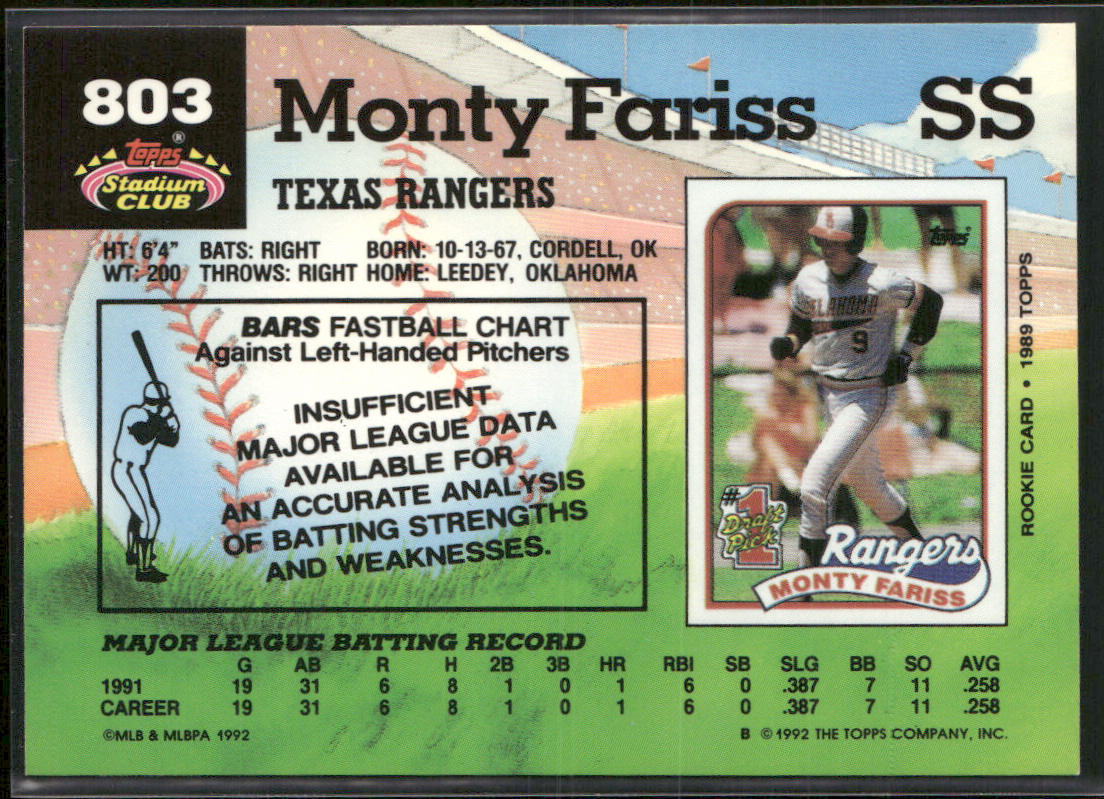 803
Topps®
Stadium
CLUB
Monty Fariss SS
TEXAS RANGERS
HT: 6'4" BATS: RIGHT BORN: 10-13-67, CORDELL, OK
WT: 200 THROWS: RIGHT HOME: LEEDEY, OKLAHOMA
BARS FASTBALL CHART
Against Left-Handed Pitchers
INSUFFICIENT
MAJOR LEAGUE DATA
AVAILABLE FOR
AN ACCURATE ANALYSIS
OF BATTING STRENGTHS
AND WEAKNESSES.
Topps®
OKLAHOMA
9
#1
Draft
Pick
Rangers
MONTY FARISS
ROOKIE CARD • 1989 TOPPS
MAJOR LEAGUE BATTING RECORD
G AB R H 2B 3B HR RBI SB SLG BB SO AVG
1991 19 31 6 8 1 0 1 6 0 .387 7 11 .258
CAREER 19 31 6 8 1 0 1 6 0 .387 7 11 .258
©MLB & MLBPA 1992
B ©1992 THE TOPPS COMPANY, INC.